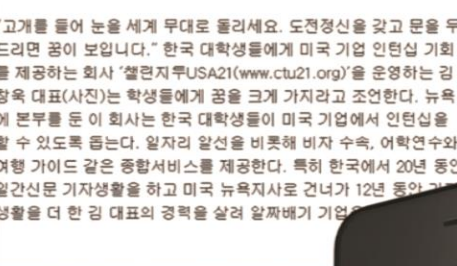 "고개를 들어 눈을 세계 무대로 돌리세요. 도전정신을 갖고 문을 두
드리면 꿈이 보입니다." 한국 대학생들에게 미국 기업 인턴십 기회
를 제공하는 회사 '챌런지투USA21(www.ctu21.org)'을 운영하는 김
창욱 대표(사진)는 학생들에게 꿈을 크게 가지라고 조언한다. 뉴욕
에 본부를 둔 이 회사는 한국 대학생들이 미국 기업에서 인턴십을
할 수 있도록 돕는다. 일자리 알선을 비롯해 비자 수속, 어학연수와
여행 가이드 같은 종합서비스를 제공한다. 특히 한국에서 20년 동안
일간신문 기자생활을 하고 미국 뉴욕지사로 건너가 12년 동안
생활을 더 한 김 대표의 경력을 살려 알짜배기 기업